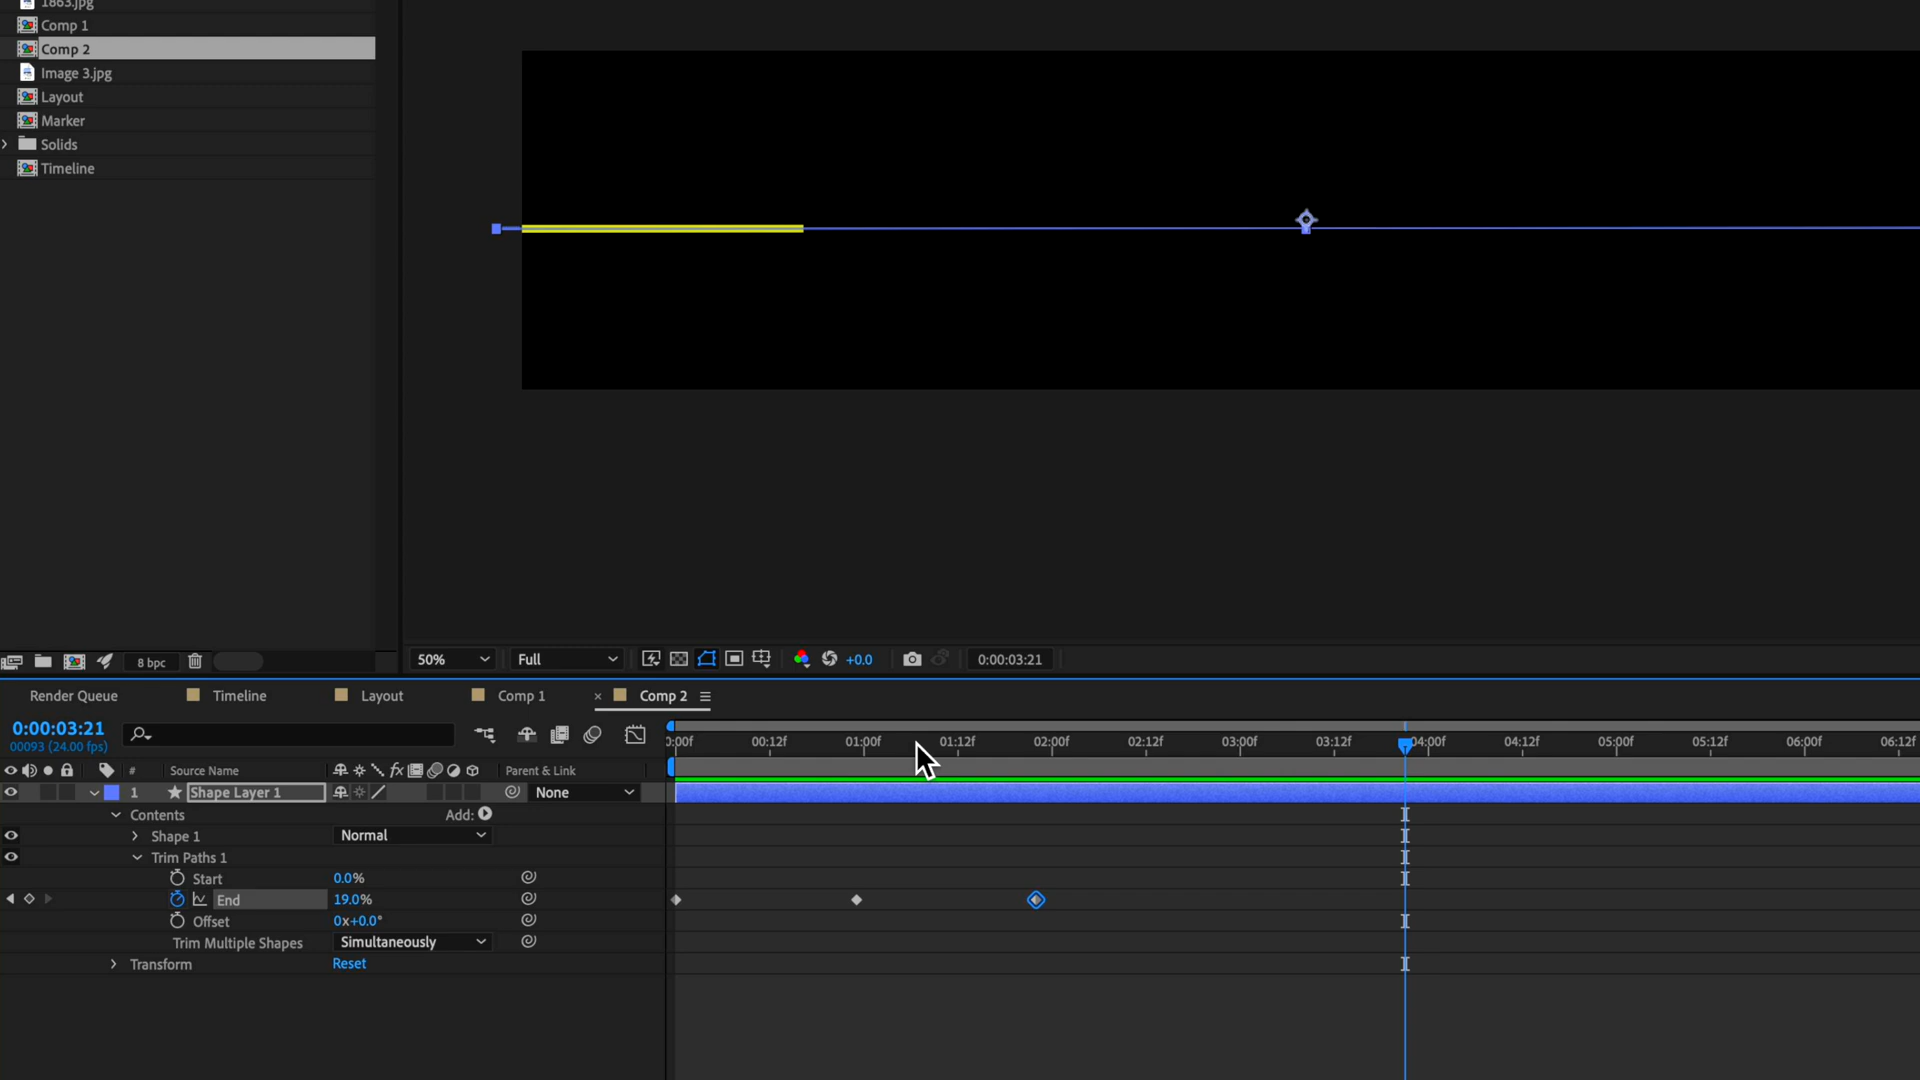 1863.jpg
Comp 1
Comp 2
Image 3.jpg
Layout
Marker
Solids
Timeline
8 bpc
50%
Full
+0.0
0:00:03:21
Render Queue
Timeline
Layout
Comp 1
× Comp 2
0:00:03:21
00093 (24.00 fps)
0:00f 00:12f 01:00f 01:12f 02:00f 02:12f 03:00f 03:12f 04:00f 04:12f 05:00f 05:12f 06:00f 06:12f
# Source Name fx Parent & Link
1 Shape Layer 1 None
Contents Add:
Shape 1 Normal
Trim Paths 1
Start 0.0%
End 19.0%
Offset 0x+0.0°
Trim Multiple Shapes Simultaneously
Transform Reset